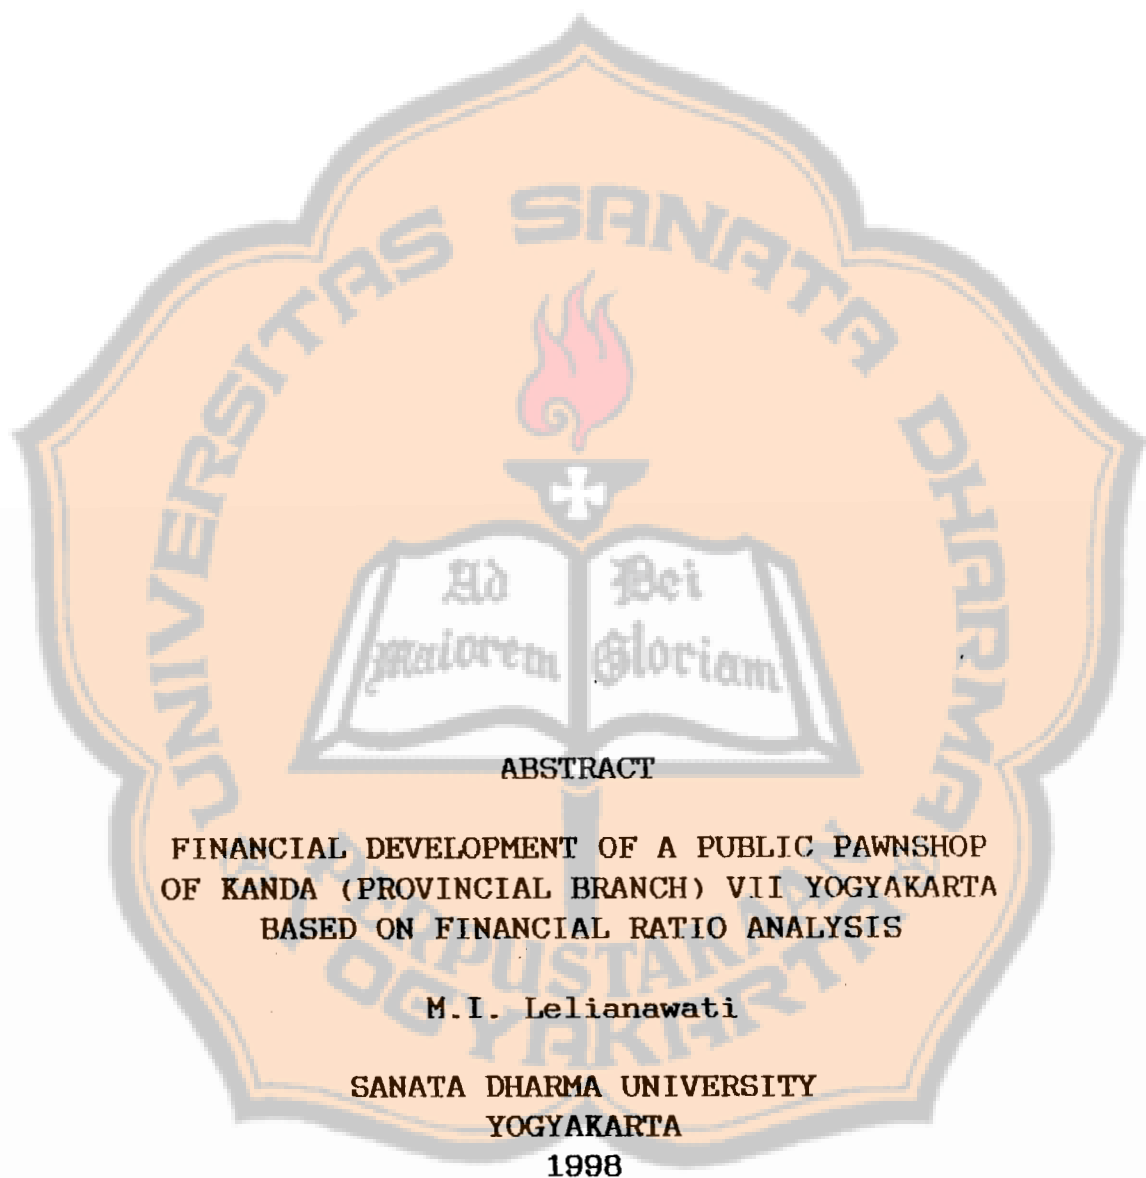 UNIVERSITAS SANATA DHARMA
Ad Dei
Maiorem Gloriam
ABSTRACT
FINANCIAL DEVELOPMENT OF A PUBLIC PAWNSHOP
OF KANDA (PROVINCIAL BRANCH) VII YOGYAKARTA
BASED ON FINANCIAL RATIO ANALYSIS
M.I. Lelianawati
SANATA DHARMA UNIVERSITY
YOGYAKARTA
1998
PERPUSTAKAAN
YOGYAKARTA